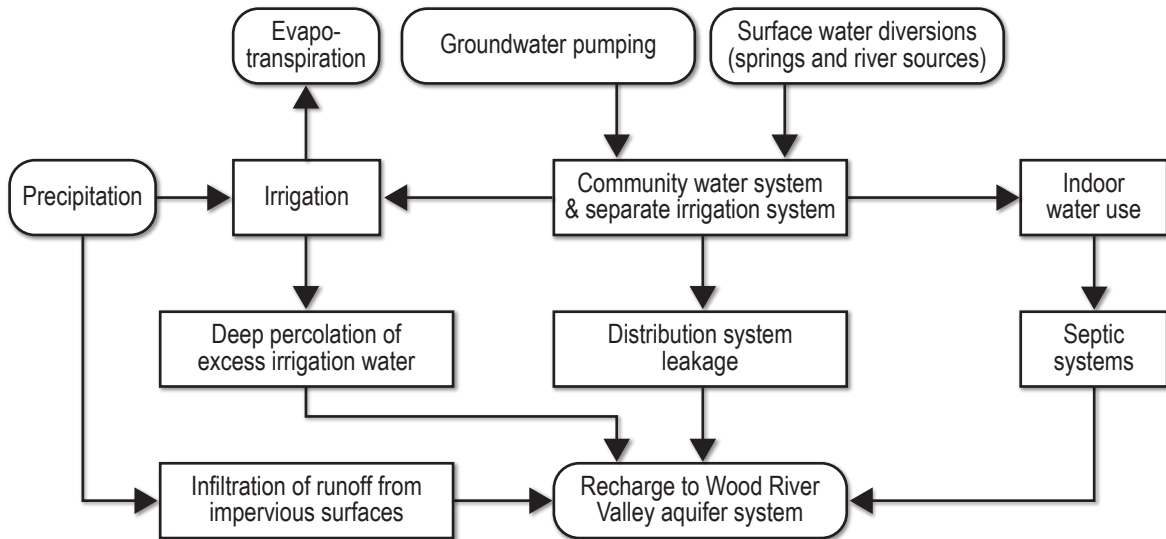 Evapo-
transpiration
Groundwater pumping
Surface water diversions
(springs and river sources)
Precipitation
Irrigation
Community water system
& separate irrigation system
Indoor
water use
Deep percolation of
excess irrigation water
Distribution system
leakage
Septic
systems
Infiltration of runoff from
impervious surfaces
Recharge to Wood River
Valley aquifer system